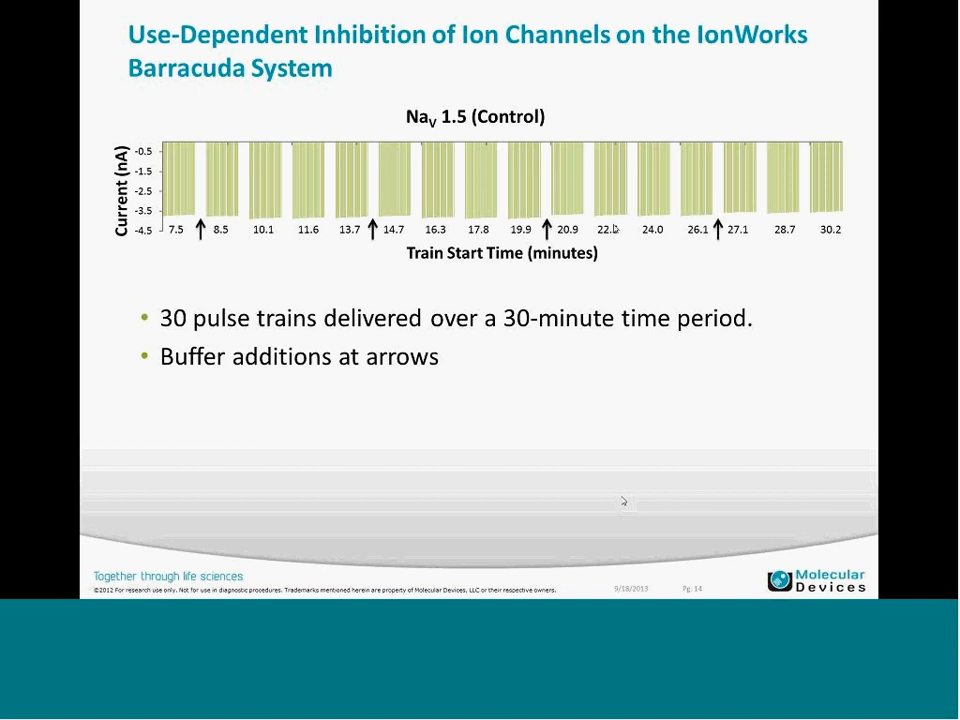 Use-Dependent Inhibition of Ion Channels on the IonWorks
Barracuda System
NaV 1.5 (Control)
Current (nA)
-0.5
-1.5
-2.5
-3.5
-4.5
7.5 8.5 10.1 11.6 13.7 14.7 16.3 17.8 19.9 20.9 24.0 26.1 27.1 28.7 30.2
Train Start Time (minutes)
• 30 pulse trains delivered over a 30-minute time period.
• Buffer additions at arrows
Together through life sciences
©2012 For research use only. Not for use in diagnostic procedures. Trademarks mentioned herein are property of Molecular Devices, LLC or their respective owners.
9/18/2013 Pg. 14
Molecular
Devices